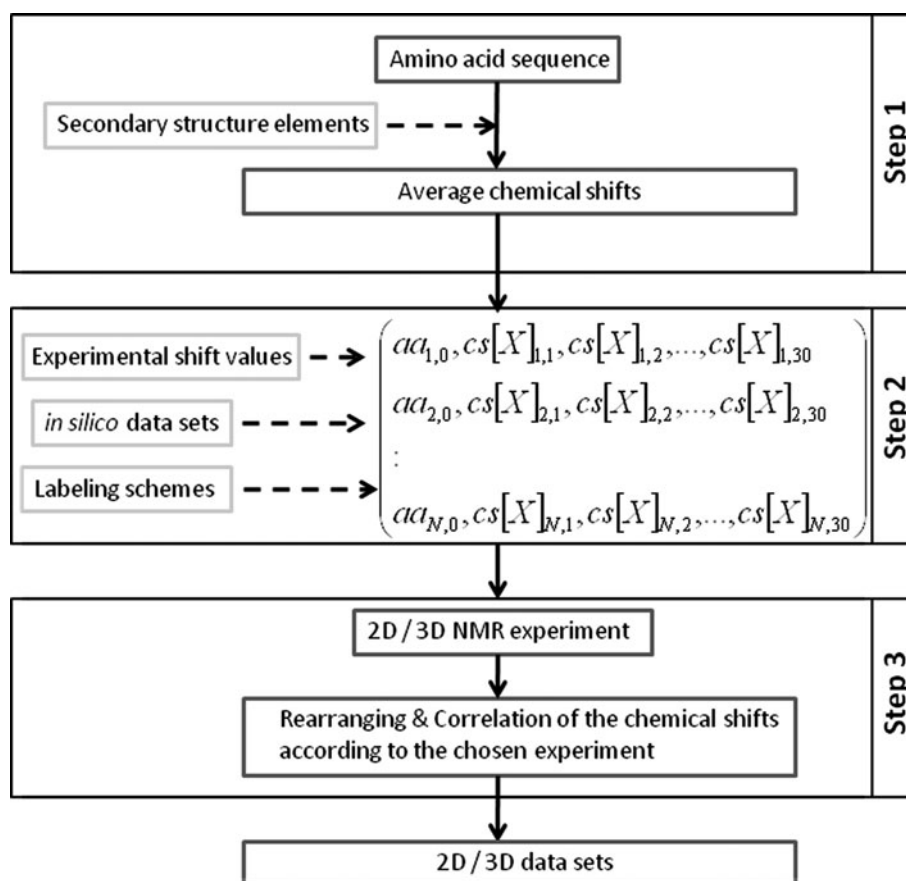 Amino acid sequence
Secondary structure elements
Average chemical shifts
Step 1
Experimental shift values
in silico data sets
Labeling schemes
aa1,0, cs[X]1,1, cs[X]1,2, ..., cs[X]1,30
aa2,0, cs[X]2,1, cs[X]2,2, ..., cs[X]2,30
:
aaN,0, cs[X]N,1, cs[X]N,2, ..., cs[X]N,30
Step 2
2D / 3D NMR experiment
Rearranging & Correlation of the chemical shifts
according to the chosen experiment
Step 3
2D / 3D data sets